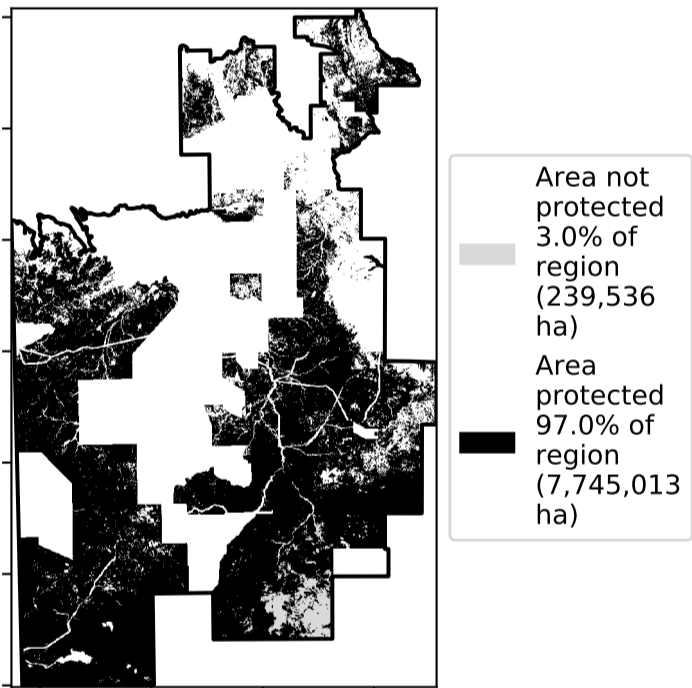 Area not
protected
3.0% of
region
(239,536
ha)
Area
protected
97.0% of
region
(7,745,013
ha)